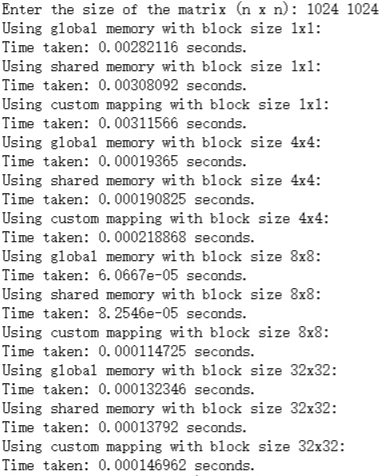 Enter the size of the matrix (n x n): 1024 1024
Using global memory with block size 1x1:
Time taken: 0.00282116 seconds.
Using shared memory with block size 1x1:
Time taken: 0.00308092 seconds.
Using custom mapping with block size 1x1:
Time taken: 0.00311566 seconds.
Using global memory with block size 4x4:
Time taken: 0.00019365 seconds.
Using shared memory with block size 4x4:
Time taken: 0.000190825 seconds.
Using custom mapping with block size 4x4:
Time taken: 0.000218868 seconds.
Using global memory with block size 8x8:
Time taken: 6.0667e-05 seconds.
Using shared memory with block size 8x8:
Time taken: 8.2546e-05 seconds.
Using custom mapping with block size 8x8:
Time taken: 0.000114725 seconds.
Using global memory with block size 32x32:
Time taken: 0.000132346 seconds.
Using shared memory with block size 32x32:
Time taken: 0.00013792 seconds.
Using custom mapping with block size 32x32:
Time taken: 0.000146962 seconds.